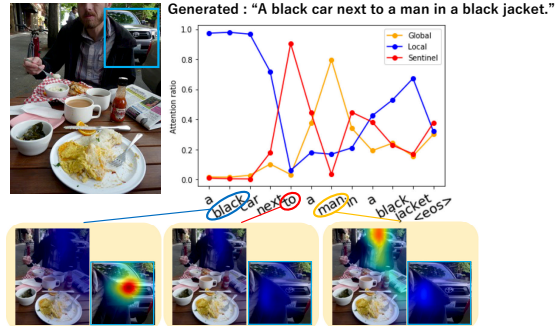 Generated : “A black car next to a man in a black jacket.”
Global
Local
Sentinel
Attention ratio
1.0
0.8
0.6
0.4
0.2
0.0
a black car next to a man in a black jacket <eos>